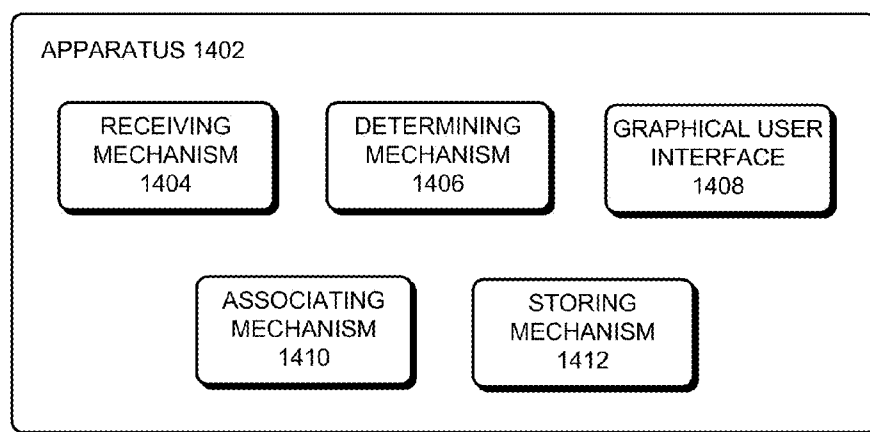 APPARATUS 1402
RECEIVING
MECHANISM
1404
DETERMINING
MECHANISM
1406
GRAPHICAL USER
INTERFACE
1408
ASSOCIATING
MECHANISM
1410
STORING
MECHANISM
1412